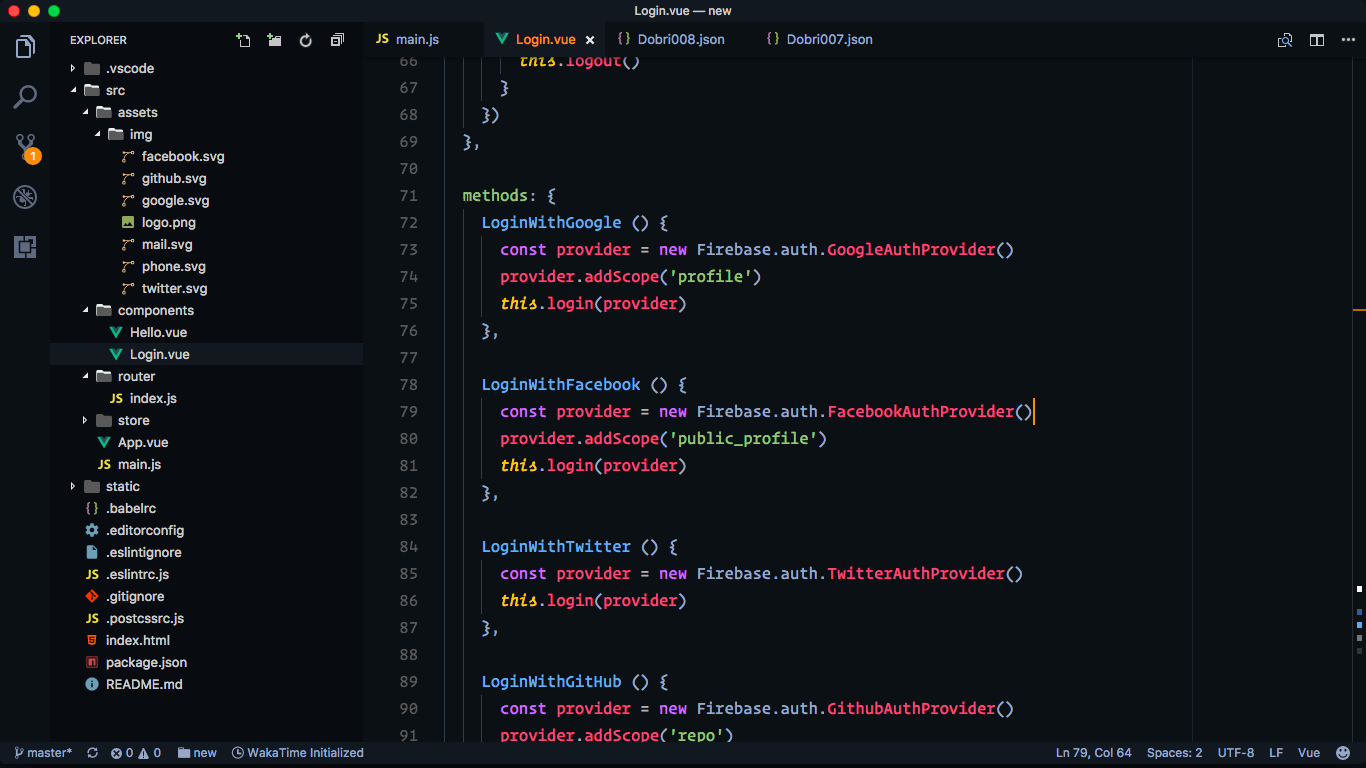 Login.vue — new
EXPLORER
.vscode
src
assets
img
facebook.svg
github.svg
google.svg
logo.png
mail.svg
phone.svg
twitter.svg
components
Hello.vue
Login.vue
router
JS index.js
store
App.vue
JS main.js
static
{ } .babelrc
.editorconfig
.eslintignore
JS .eslintrc.js
.gitignore
JS .postcssrc.js
index.html
package.json
README.md
1
JS main.js
Login.vue ×
{ } Dobri008.json
{ } Dobri007.json
66 this.logout()
67 }
68 })
69 },
70
71 methods: {
72 LoginWithGoogle () {
73 const provider = new Firebase.auth.GoogleAuthProvider()
74 provider.addScope('profile')
75 this.login(provider)
76 },
77
78 LoginWithFacebook () {
79 const provider = new Firebase.auth.FacebookAuthProvider()
80 provider.addScope('public_profile')
81 this.login(provider)
82 },
83
84 LoginWithTwitter () {
85 const provider = new Firebase.auth.TwitterAuthProvider()
86 this.login(provider)
87 },
88
89 LoginWithGitHub () {
90 const provider = new Firebase.auth.GithubAuthProvider()
91 provider.addScope('repo')
master* 0 0 new WakaTime Initialized Ln 79, Col 64 Spaces: 2 UTF-8 LF Vue